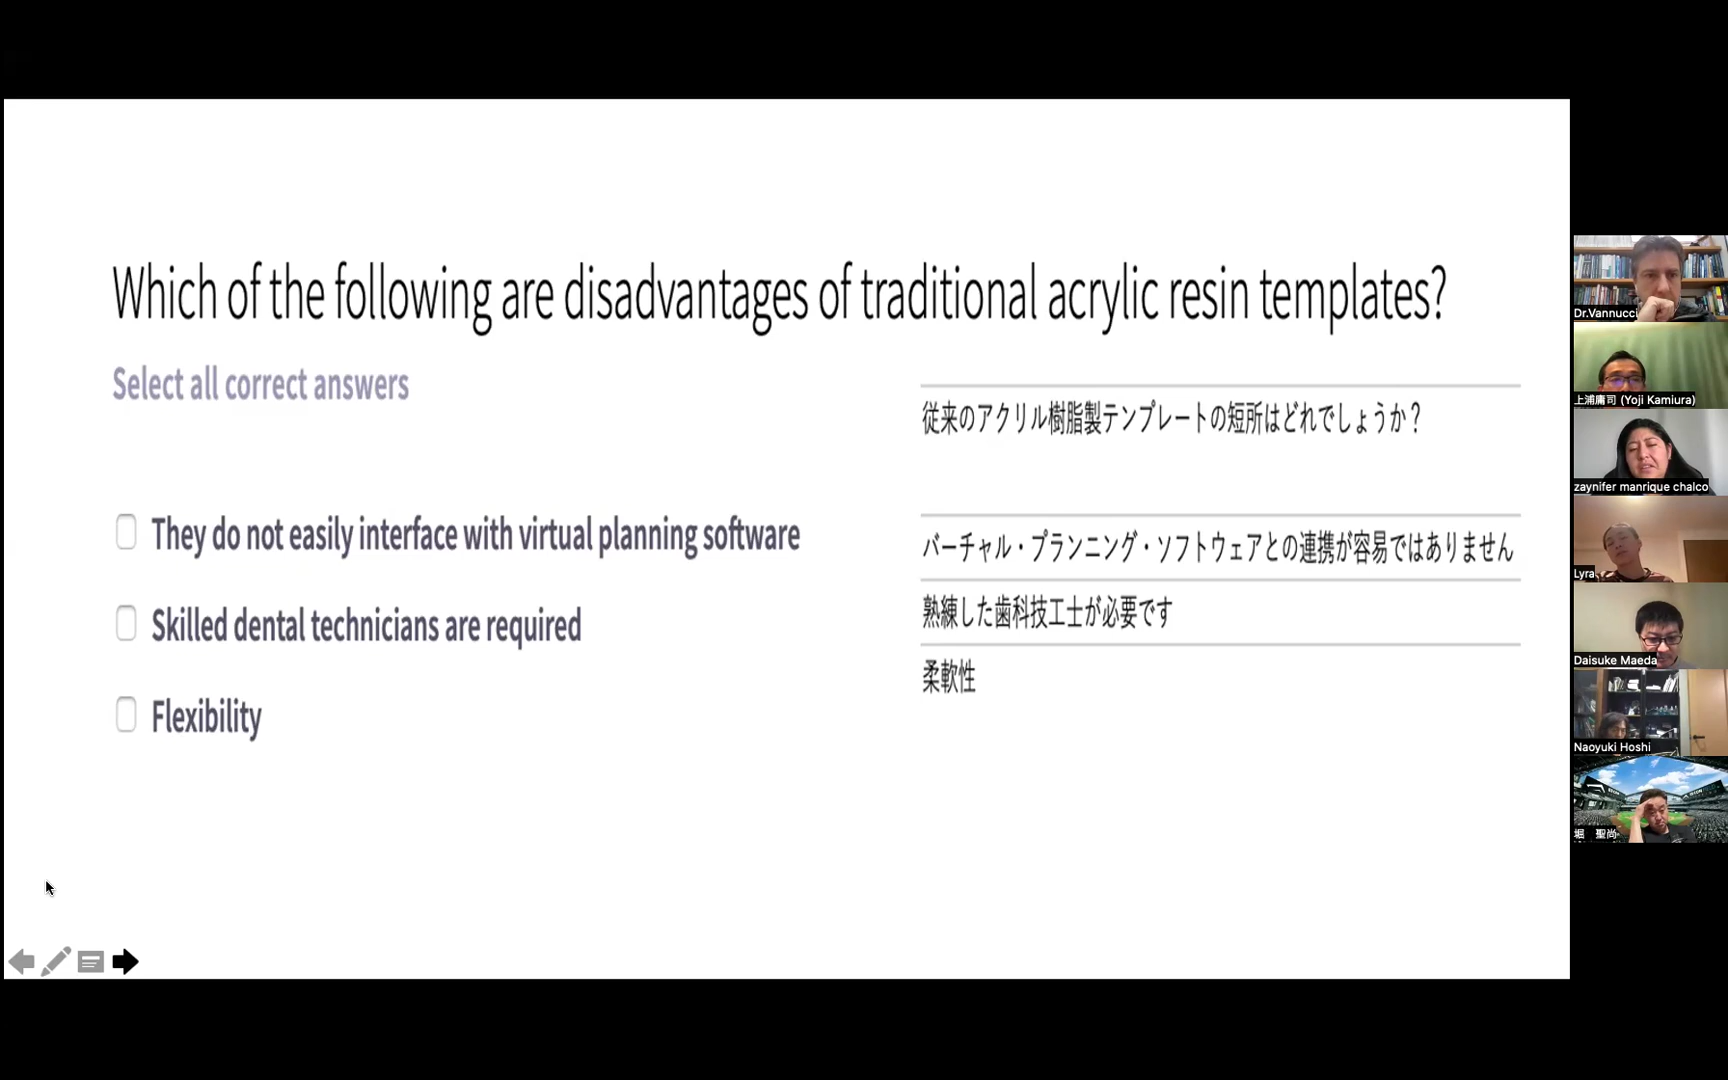 Which of the following are disadvantages of traditional acrylic resin templates?
Select all correct answers
They do not easily interface with virtual planning software
Skilled dental technicians are required
Flexibility
従来のアクリル樹脂製テンプレートの短所はどれでしょうか？
バーチャル・プランニング・ソフトウェアとの連携が容易ではありません
熟練した歯科技工士が必要です
柔軟性
Dr.Vannucci
上浦庸司 (Yoji Kamiura)
zaynifer manrique chalco
Lyra
Daisuke Maeda
Naoyuki Hoshi
堀　聖尚